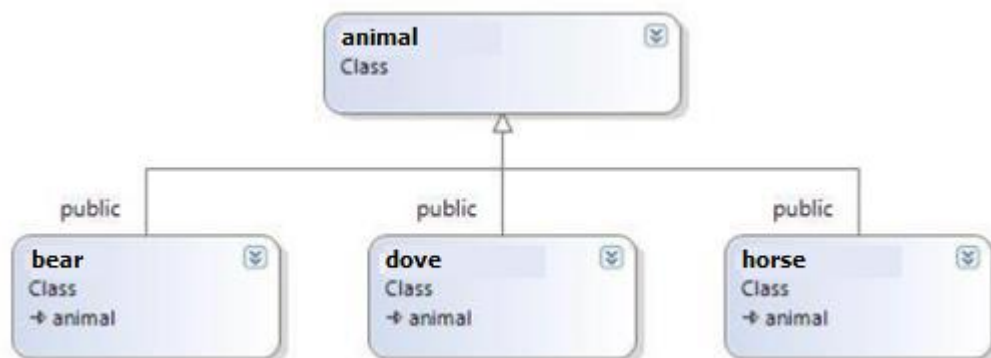 animal
Class
public
public
public
bear
Class
animal
dove
Class
animal
horse
Class
animal